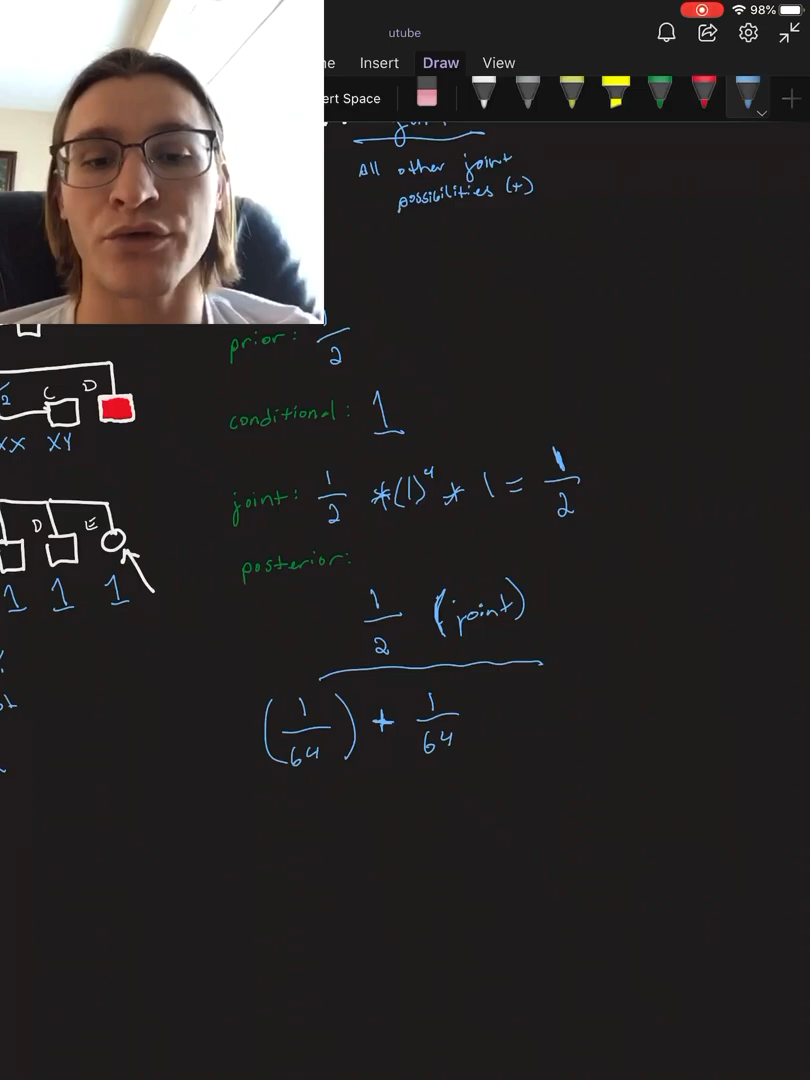 98%
utube
ne Insert Draw View
ert Space
All other joint
possibilities (+)
prior: 1/2
C D
XX XY
conditional: 1
joint: 1/2 *(1)^4 * 1 = 1/2
D E
1 1 1
posterior:
1/2 (joint)
(1/64) + 1/64